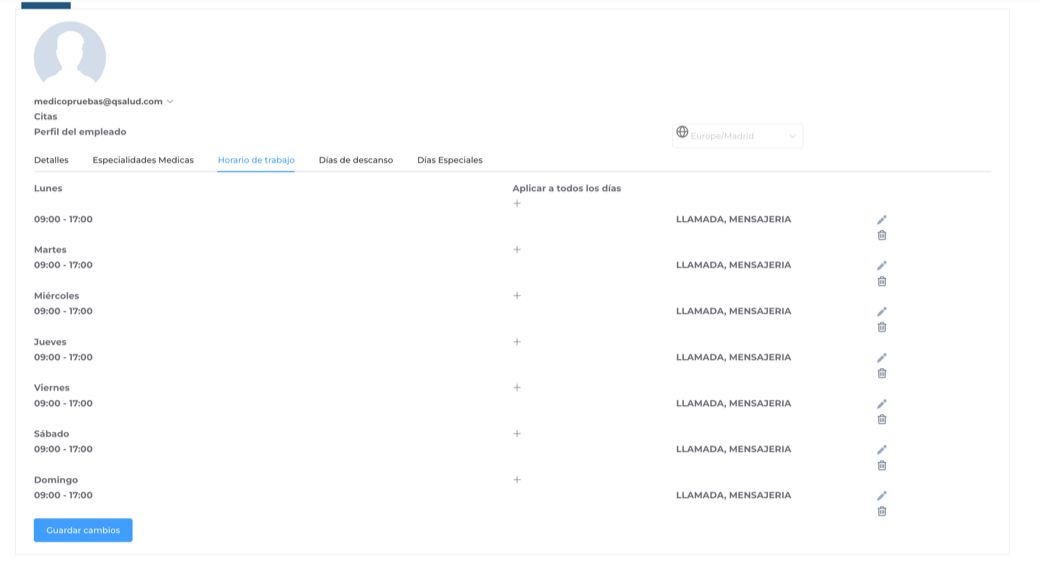 medicopruebas@qsalud.com
Citas
Perfil del empleado
Europe/Madrid
Detalles Especialidades Medicas Horario de trabajo Días de descanso Días Especiales
Lunes Aplicar a todos los días
+
09:00 - 17:00 LLAMADA, MENSAJERIA
Martes +
09:00 - 17:00 LLAMADA, MENSAJERIA
Miércoles +
09:00 - 17:00 LLAMADA, MENSAJERIA
Jueves +
09:00 - 17:00 LLAMADA, MENSAJERIA
Viernes +
09:00 - 17:00 LLAMADA, MENSAJERIA
Sábado +
09:00 - 17:00 LLAMADA, MENSAJERIA
Domingo +
09:00 - 17:00 LLAMADA, MENSAJERIA
Guardar cambios